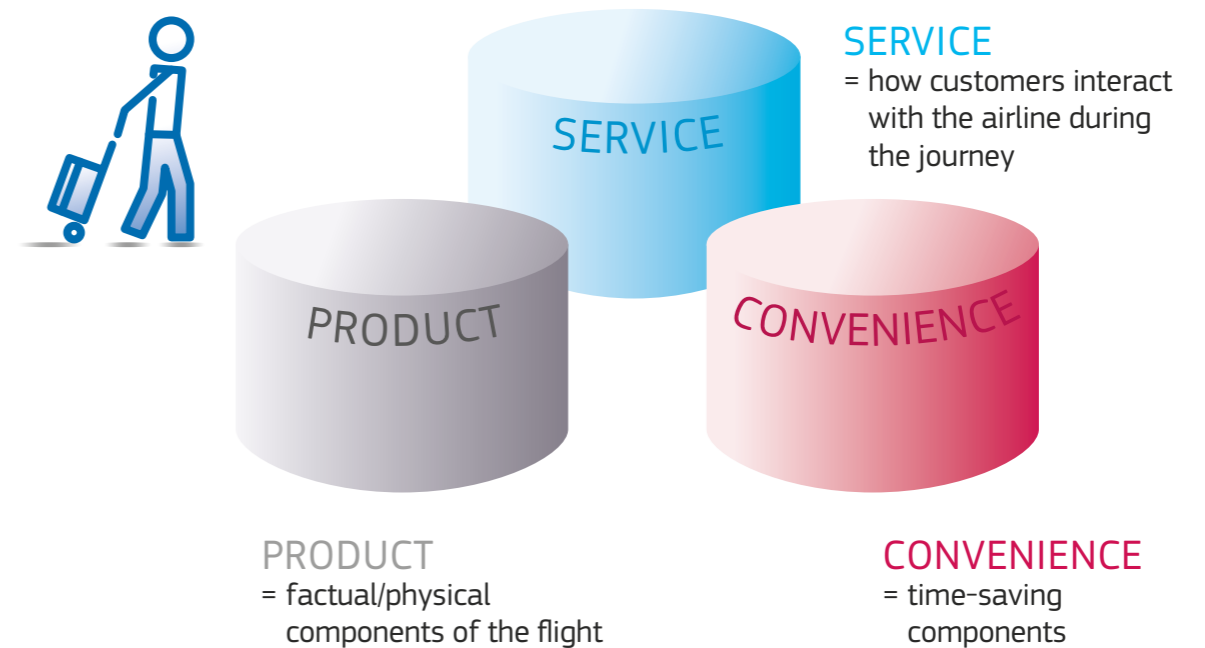 SERVICE
SERVICE
= how customers interact
with the airline during
the journey
PRODUCT
CONVENIENCE
PRODUCT
= factual/physical
components of the flight
CONVENIENCE
= time-saving
components